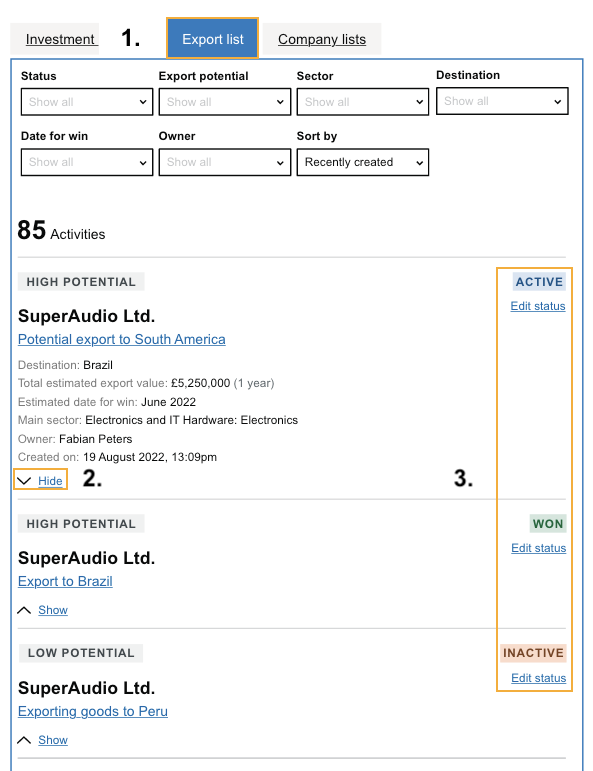 Investment 1. Export list Company lists
Status Export potential Sector Destination
Show all Show all Show all Show all
Date for win Owner Sort by
Show all Show all Recently created
85 Activities
HIGH POTENTIAL ACTIVE
Edit status
SuperAudio Ltd.
Potential export to South America
Destination: Brazil
Total estimated export value: £5,250,000 (1 year)
Estimated date for win: June 2022
Main sector: Electronics and IT Hardware: Electronics
Owner: Fabian Peters
Created on: 19 August 2022, 13:09pm
Hide 2. 3.
HIGH POTENTIAL WON
Edit status
SuperAudio Ltd.
Export to Brazil
Show
LOW POTENTIAL INACTIVE
Edit status
SuperAudio Ltd.
Exporting goods to Peru
Show